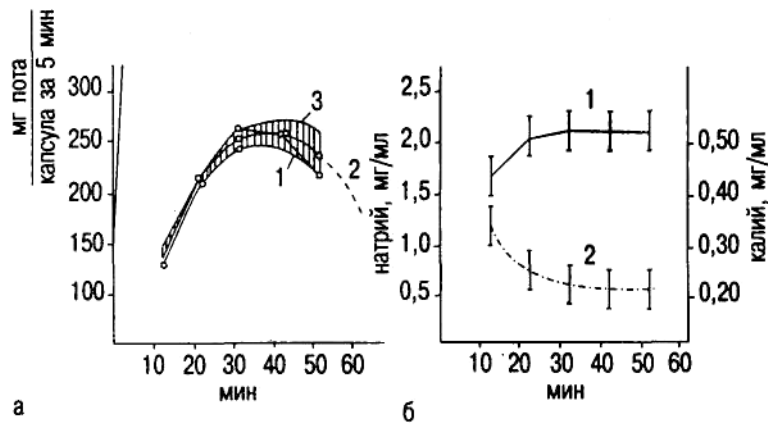 мг пота
капсула за 5 мин
300
250
200
150
100
3
1
2
10 20 30 40 50 60
мин
а
натрий, мг/мл
2,5
2,0
1,5
1,0
0,5
1
2
0,50
0,40
0,30
0,20
калий, мг/мл
10 20 30 40 50 60
мин
б